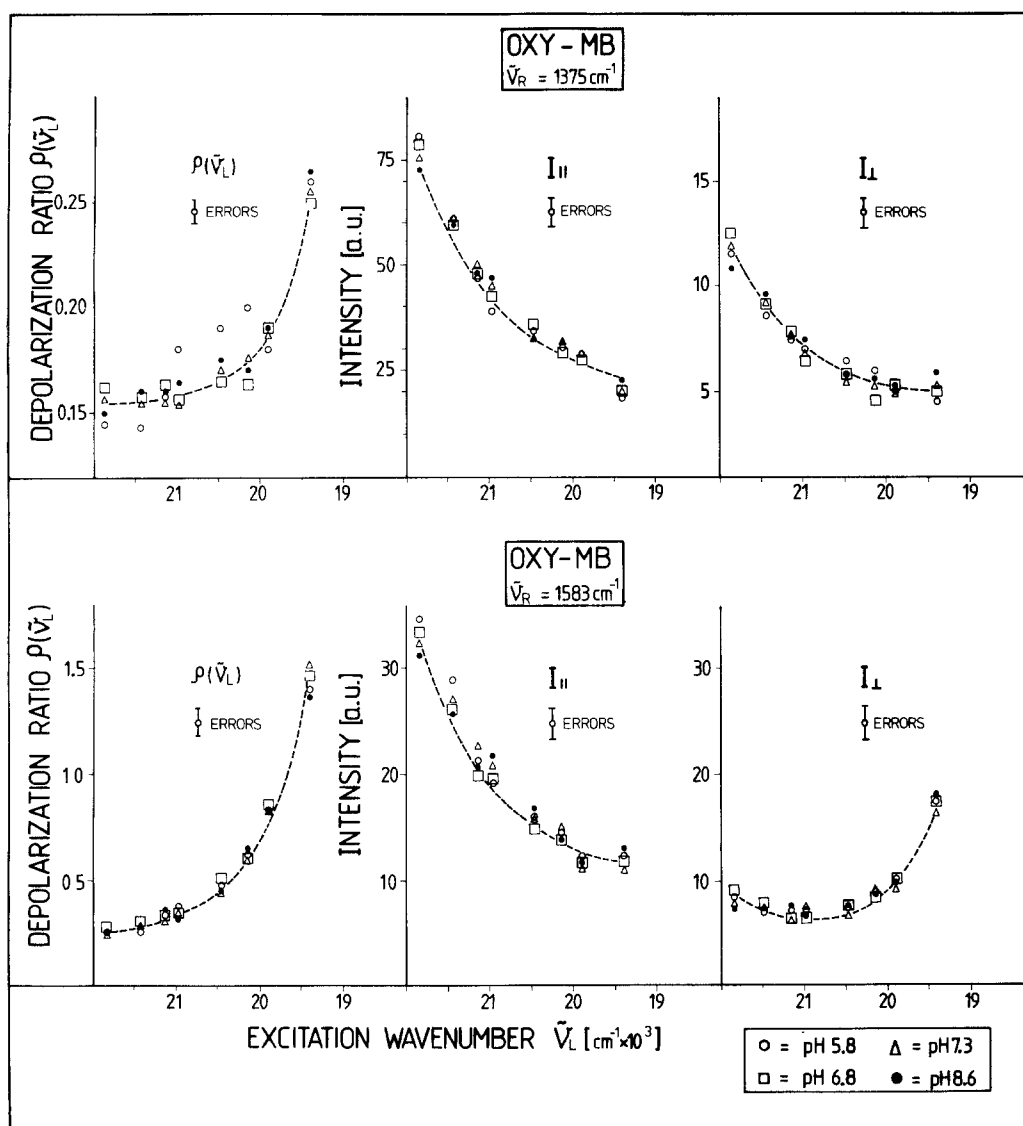 OXY-MB
ṽR = 1375 cm⁻¹
DEPOLARIZATION RATIO ρ(ṽL)
0.25
0.20
0.15
ρ(ṽL)
ERRORS
21 20 19
INTENSITY [a.u.]
75
50
25
I∥
ERRORS
21 20 19
15
10
5
I⊥
ERRORS
21 20 19
OXY-MB
ṽR = 1583 cm⁻¹
DEPOLARIZATION RATIO ρ(ṽL)
1.5
1 0
0 5
ρ(ṽL)
ERRORS
21 20 19
INTENSITY [a.u.]
30
20
10
I∥
ERRORS
21 20 19
30
20
10
I⊥
ERRORS
21 20 19
EXCITATION WAVENUMBER ṽL [cm⁻¹×10³]
○ = pH 5.8 △ = pH 7.3
□ = pH 6.8 ● = pH 8.6